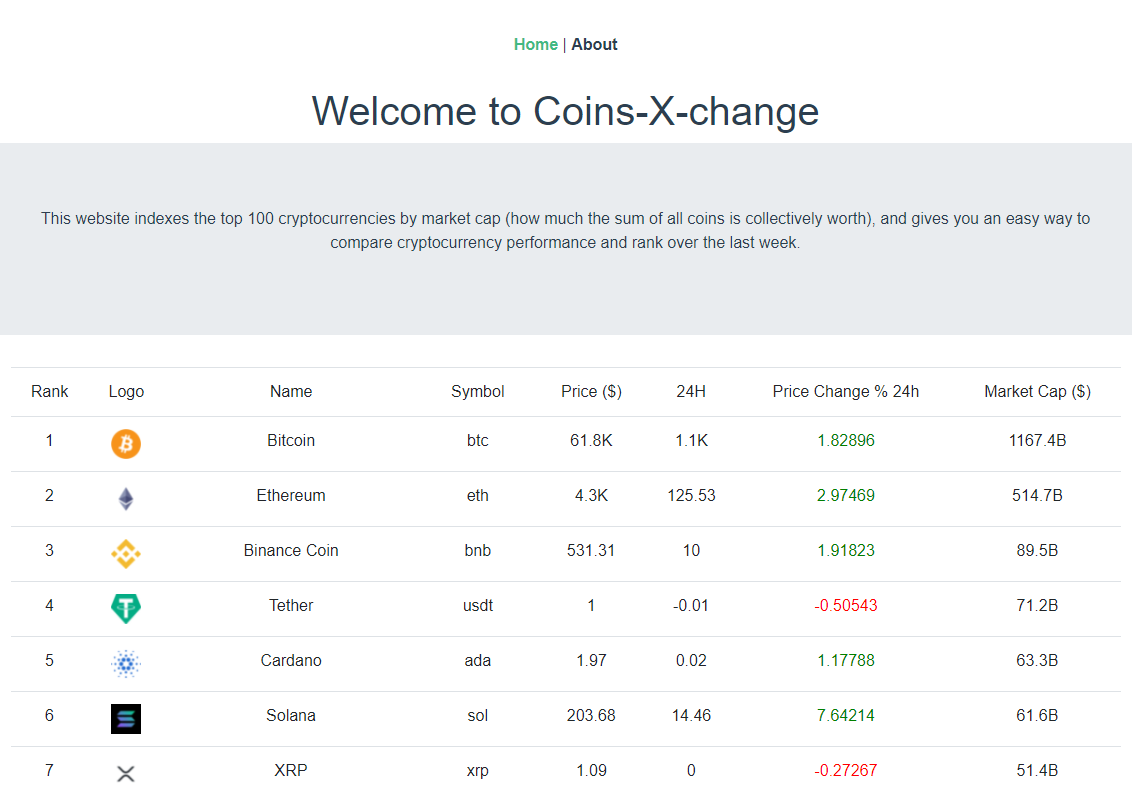 Home | About
Welcome to Coins-X-change
This website indexes the top 100 cryptocurrencies by market cap (how much the sum of all coins is collectively worth), and gives you an easy way to
compare cryptocurrency performance and rank over the last week.
Rank Logo Name Symbol Price ($) 24H Price Change % 24h Market Cap ($)
1 Bitcoin btc 61.8K 1.1K 1.82896 1167.4B
2 Ethereum eth 4.3K 125.53 2.97469 514.7B
3 Binance Coin bnb 531.31 10 1.91823 89.5B
4 Tether usdt 1 -0.01 -0.50543 71.2B
5 Cardano ada 1.97 0.02 1.17788 63.3B
6 Solana sol 203.68 14.46 7.64214 61.6B
7 XRP xrp 1.09 0 -0.27267 51.4B